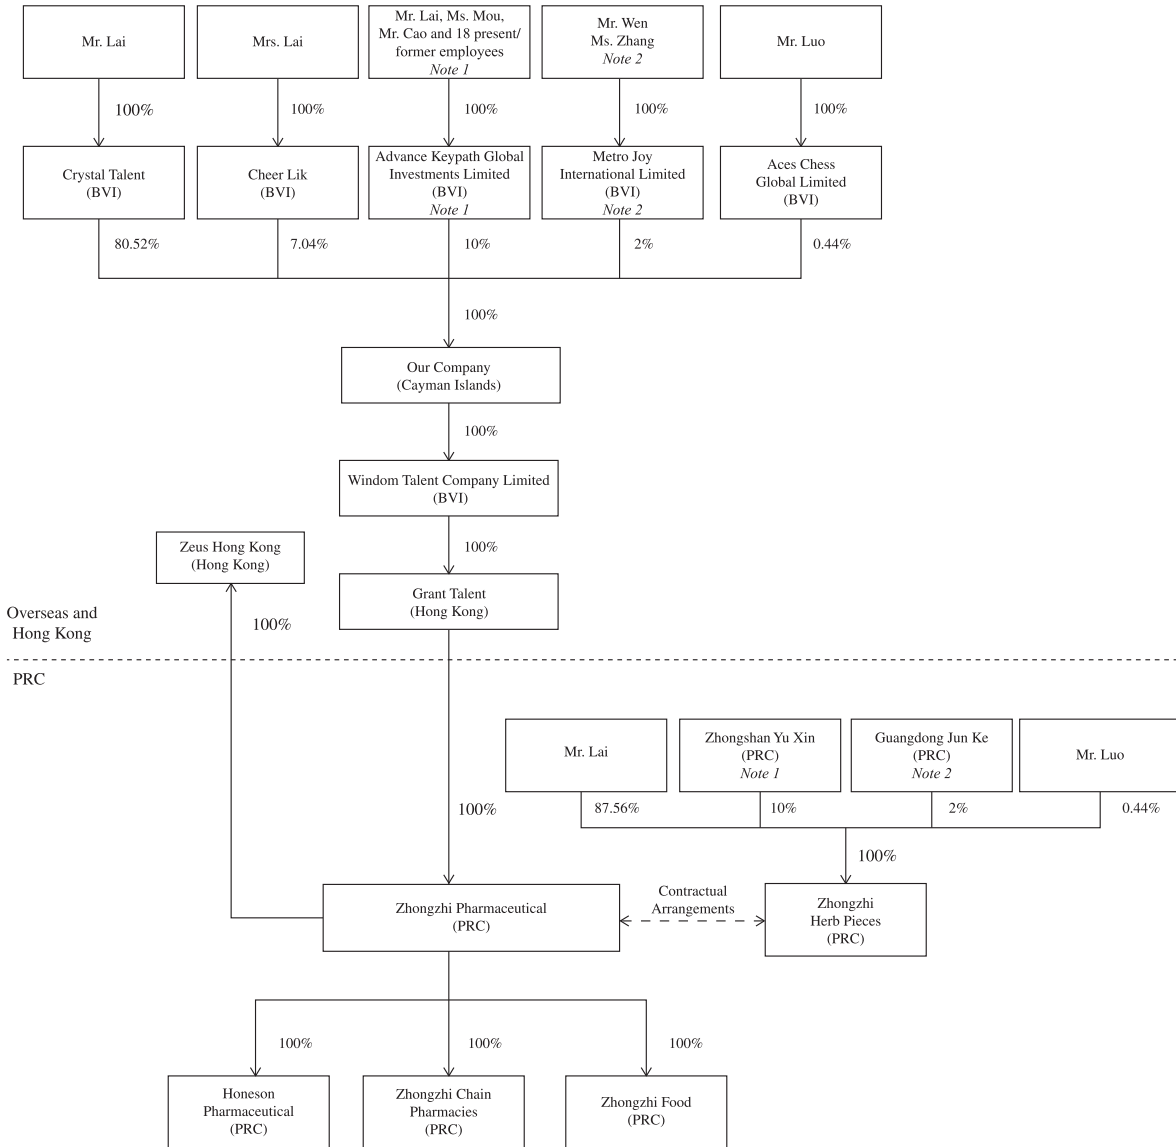 Mr. Lai
Mrs. Lai
Mr. Lai, Ms. Mou,
Mr. Cao and 18 present/
former employees
Note 1
Mr. Wen
Ms. Zhang
Note 2
Mr. Luo
100%
100%
100%
100%
100%
Crystal Talent
(BVI)
Cheer Lik
(BVI)
Advance Keypath Global
Investments Limited
(BVI)
Note 1
Metro Joy
International Limited
(BVI)
Note 2
Aces Chess
Global Limited
(BVI)
80.52%
7.04%
10%
2%
0.44%
100%
Our Company
(Cayman Islands)
100%
Windom Talent Company Limited
(BVI)
100%
Zeus Hong Kong
(Hong Kong)
Grant Talent
(Hong Kong)
Overseas and
Hong Kong
100%
PRC
Mr. Lai
Zhongshan Yu Xin
(PRC)
Note 1
Guangdong Jun Ke
(PRC)
Note 2
Mr. Luo
100%
87.56%
10%
2%
0.44%
100%
Zhongzhi Pharmaceutical
(PRC)
Contractual
Arrangements
Zhongzhi
Herb Pieces
(PRC)
100%
100%
100%
Honeson
Pharmaceutical
(PRC)
Zhongzhi Chain
Pharmacies
(PRC)
Zhongzhi Food
(PRC)